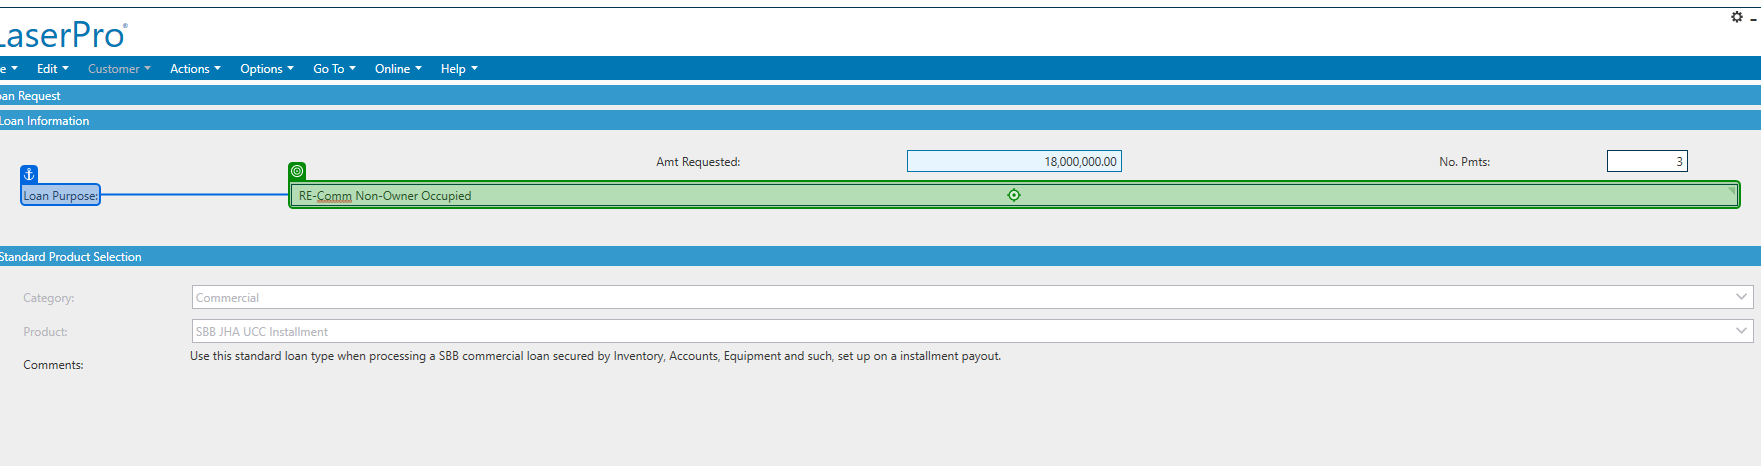 LaserPro®
e Edit Customer Actions Options Go To Online Help
oan Request
Loan Information
Amt Requested: 18,000,000.00 No. Pmts: 3
Loan Purpose: RE-Comm Non-Owner Occupied
Standard Product Selection
Category: Commercial
Product: SBB JHA UCC Installment
Comments: Use this standard loan type when processing a SBB commercial loan secured by Inventory, Accounts, Equipment and such, set up on a installment payout.